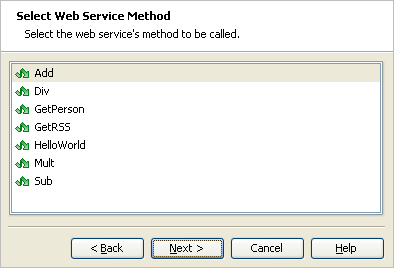 Select Web Service Method
Select the web service's method to be called.
Add
Div
GetPerson
GetRSS
HelloWorld
Mult
Sub
< Back
Next >
Cancel
Help